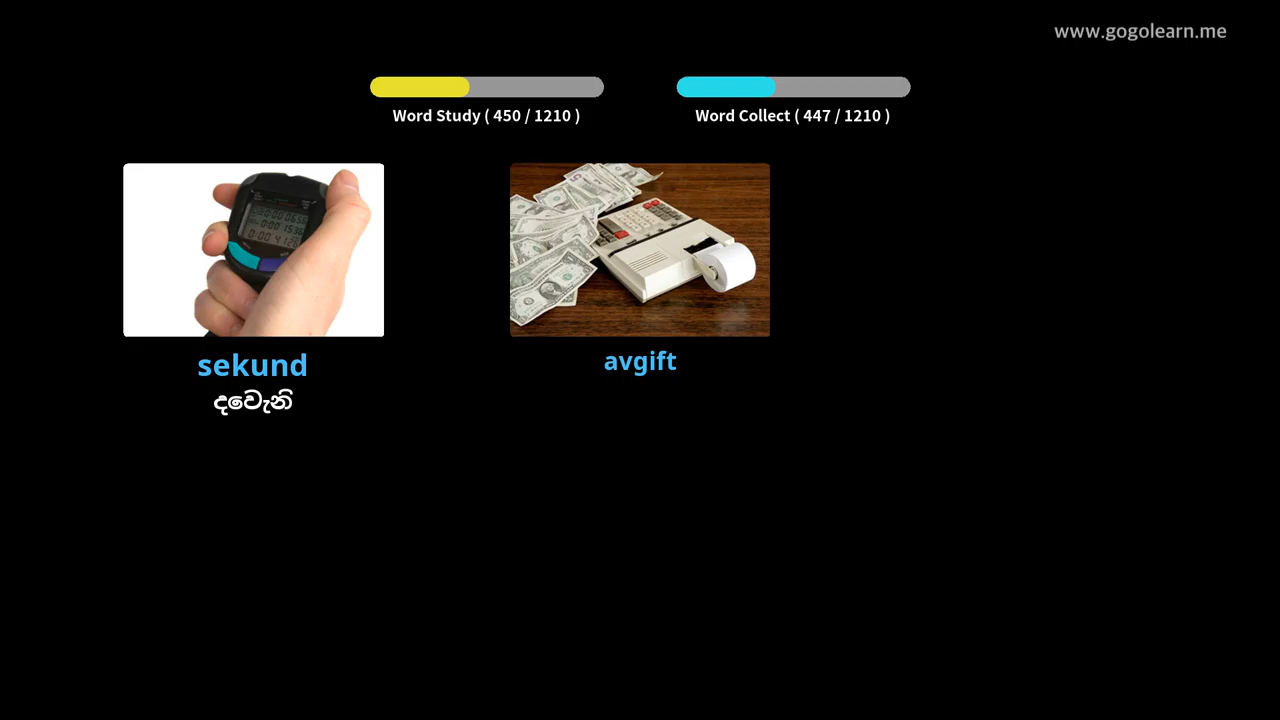 www.gogolearn.me
Word Study ( 450 / 1210 )
Word Collect ( 447 / 1210 )
sekund
දෙවැනි
avgift